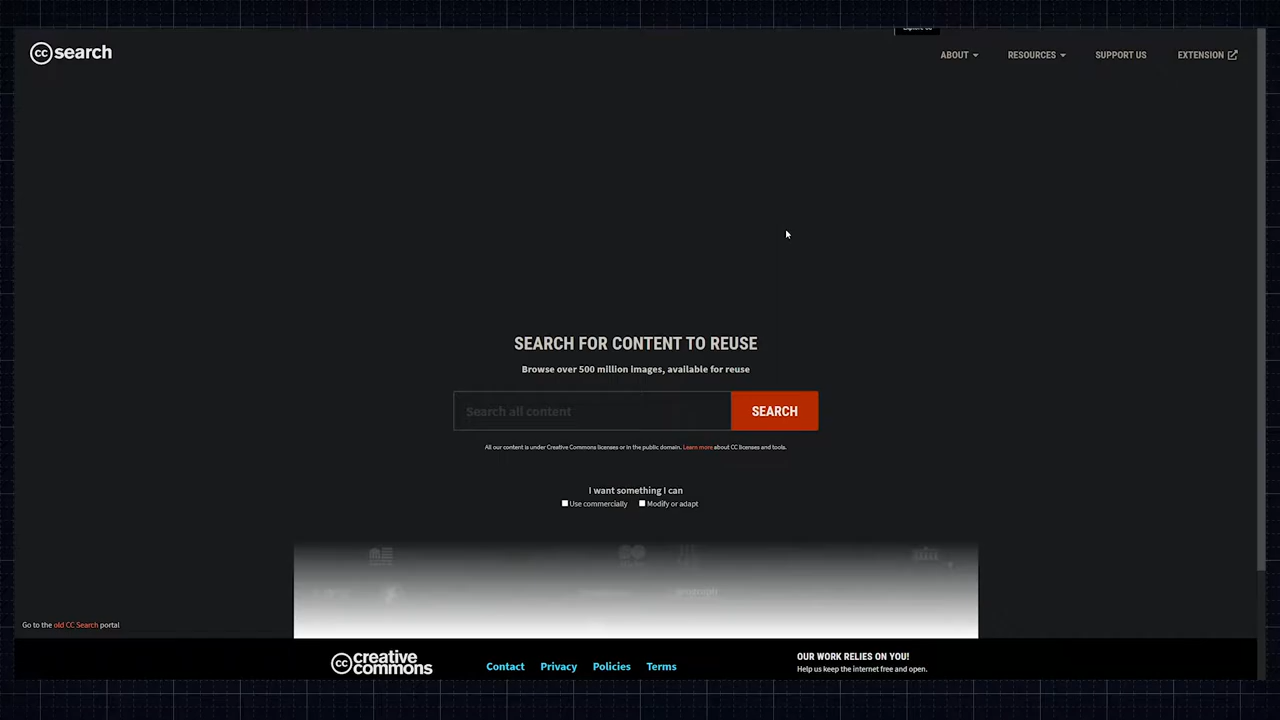 cc search
ABOUT
RESOURCES
SUPPORT US
EXTENSION
SEARCH FOR CONTENT TO REUSE
Browse over 500 million images, available for reuse
Search all content
SEARCH
All our content is under Creative Commons licenses or in the public domain. Learn more about CC licenses and tools.
I want something I can
Use commercially
Modify or adapt
Go to the old CC Search portal
cc creative commons
Contact
Privacy
Policies
Terms
OUR WORK RELIES ON YOU!
Help us keep the internet free and open.